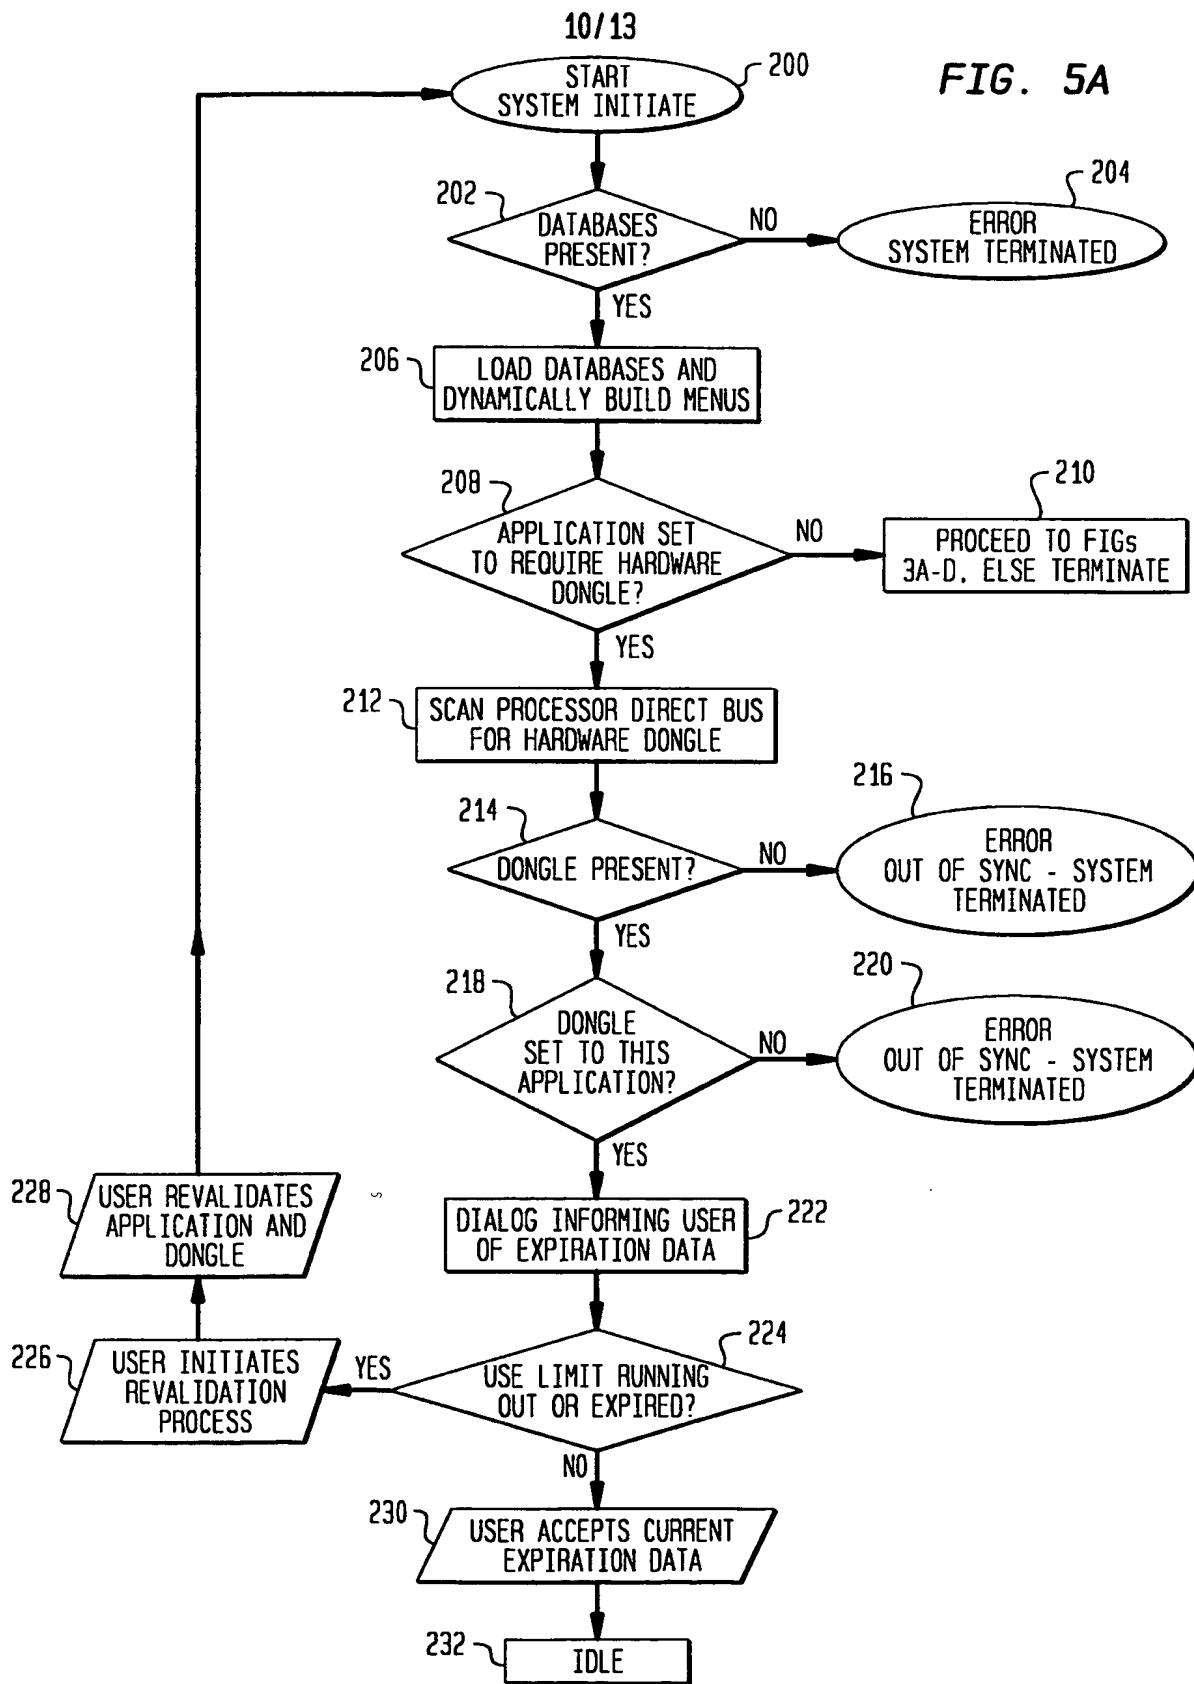 10/13
FIG. 5A
START
SYSTEM INITIATE
200
202
DATABASES
PRESENT?
NO
204
ERROR
SYSTEM TERMINATED
YES
206
LOAD DATABASES AND
DYNAMICALLY BUILD MENUS
208
APPLICATION SET
TO REQUIRE HARDWARE
DONGLE?
NO
210
PROCEED TO FIGs
3A-D, ELSE TERMINATE
YES
212
SCAN PROCESSOR DIRECT BUS
FOR HARDWARE DONGLE
214
DONGLE PRESENT?
NO
216
ERROR
OUT OF SYNC - SYSTEM
TERMINATED
YES
218
DONGLE
SET TO THIS
APPLICATION?
NO
220
ERROR
OUT OF SYNC - SYSTEM
TERMINATED
YES
222
DIALOG INFORMING USER
OF EXPIRATION DATA
224
USE LIMIT RUNNING
OUT OR EXPIRED?
YES
226
USER INITIATES
REVALIDATION
PROCESS
228
USER REVALIDATES
APPLICATION AND
DONGLE
NO
230
USER ACCEPTS CURRENT
EXPIRATION DATA
232
IDLE